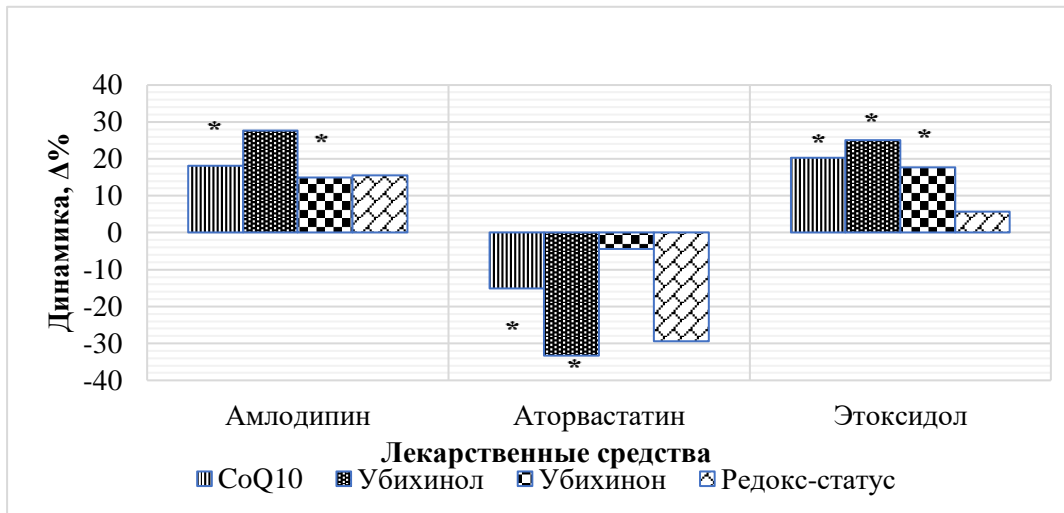 Динамика, Δ%
40
30
20
10
0
-10
-20
-30
-40
* * * * *
* *
Амлодипин Аторвастатин Этоксидол
Лекарственные средства
CoQ10 Убихинол Убихинон Редокс-статус